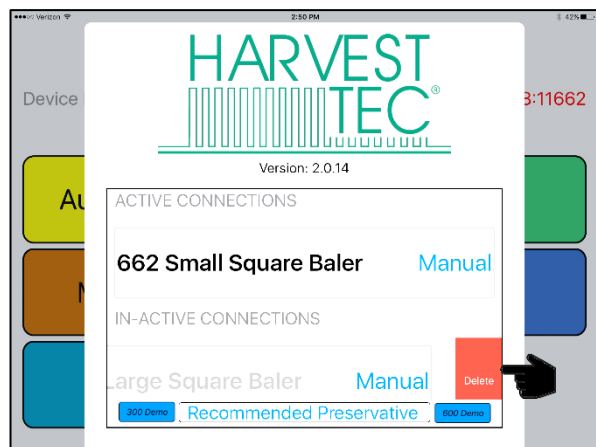 Verizon 2:50 PM 42%
HARVEST
TEC®
Device 3:11662
Version: 2.0.14
Au
ACTIVE CONNECTIONS
662 Small Square Baler Manual
IN-ACTIVE CONNECTIONS
Large Square Baler Manual Delete
300 Demo Recommended Preservative 600 Demo